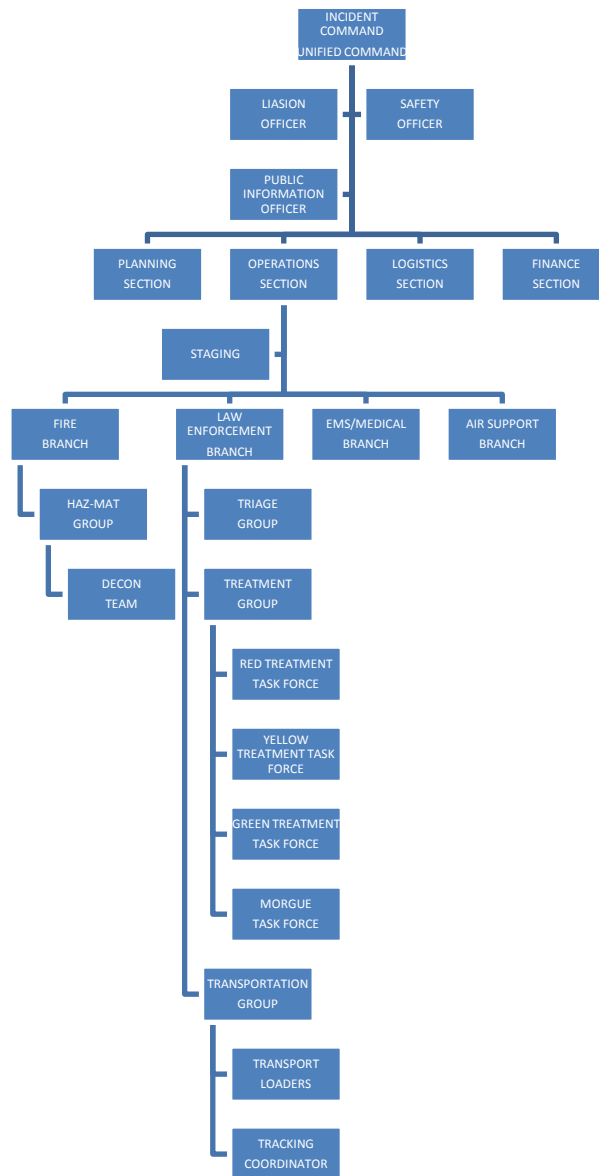 INCIDENT
COMMAND
UNIFIED COMMAND
LIASION
OFFICER
SAFETY
OFFICER
PUBLIC
INFORMATION
OFFICER
PLANNING
SECTION
OPERATIONS
SECTION
LOGISTICS
SECTION
FINANCE
SECTION
STAGING
FIRE
BRANCH
LAW
ENFORCEMENT
BRANCH
EMS/MEDICAL
BRANCH
AIR SUPPORT
BRANCH
HAZ-MAT
GROUP
TRIAGE
GROUP
DECON
TEAM
TREATMENT
GROUP
RED TREATMENT
TASK FORCE
YELLOW
TREATMENT TASK
FORCE
GREEN TREATMENT
TASK FORCE
MORGUE
TASK FORCE
TRANSPORTATION
GROUP
TRANSPORT
LOADERS
TRACKING
COORDINATOR